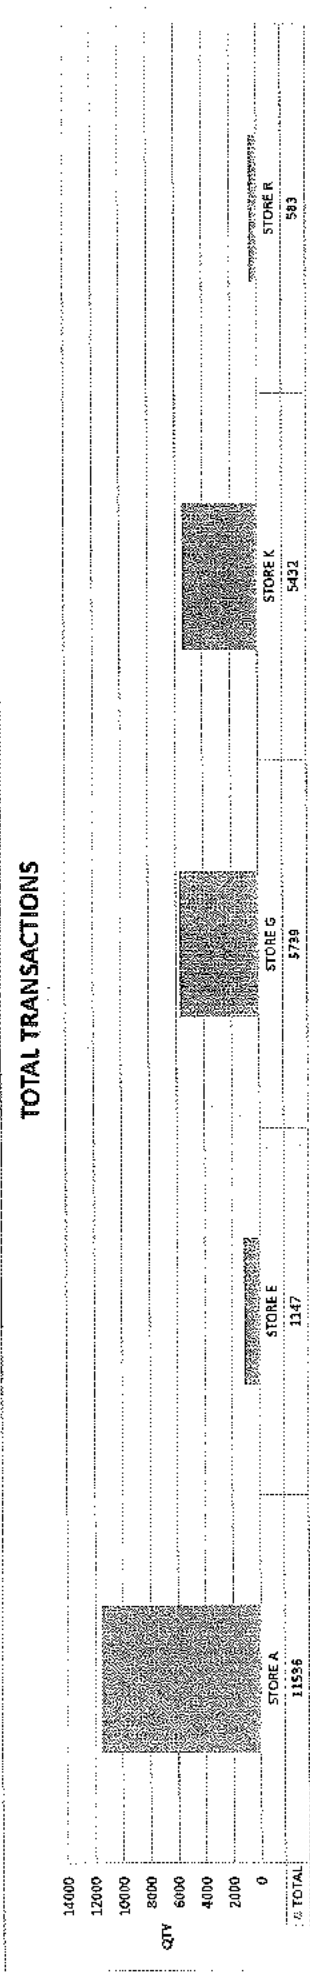 TOTAL TRANSACTIONS
14000
12000
10000
8000
6000
4000
2000
0
QTY
STORE A STORE E STORE G STORE K STORE R
TOTAL 11536 1147 5739 5432 583